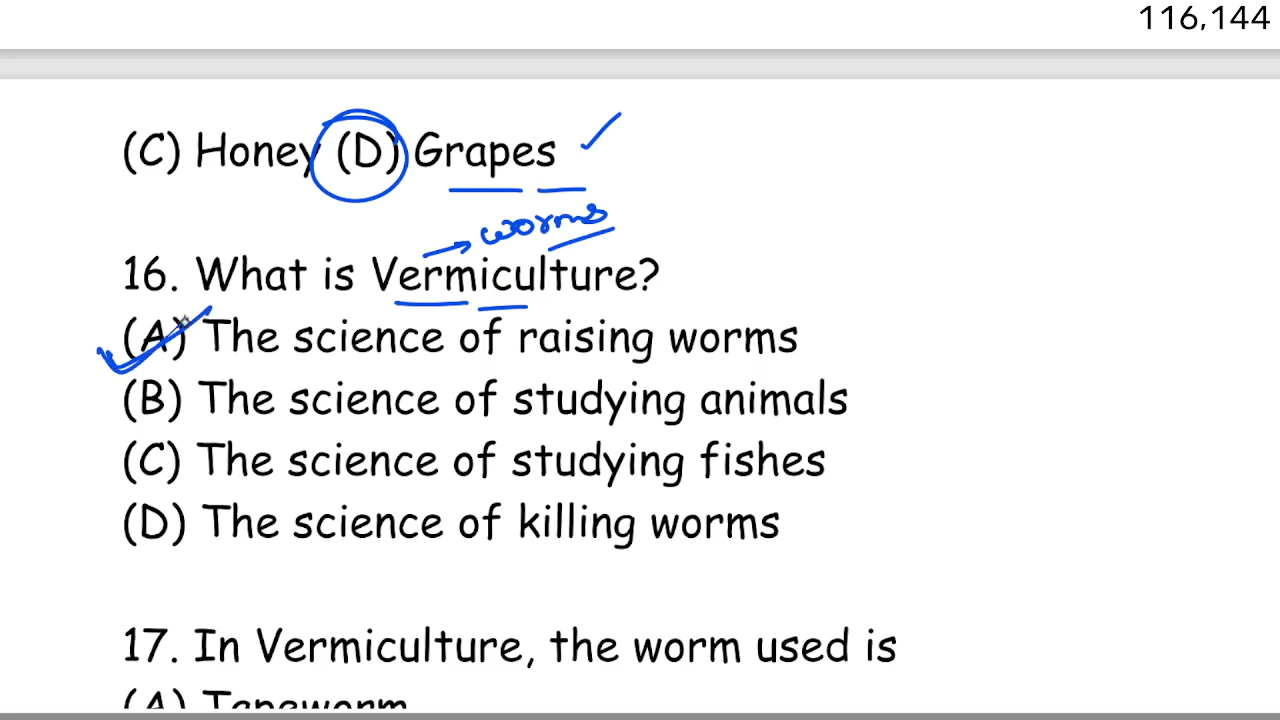 116,144
(C) Honey (D) Grapes
worms
16. What is Vermiculture?
(A) The science of raising worms
(B) The science of studying animals
(C) The science of studying fishes
(D) The science of killing worms
17. In Vermiculture, the worm used is
(A) Tapeworm